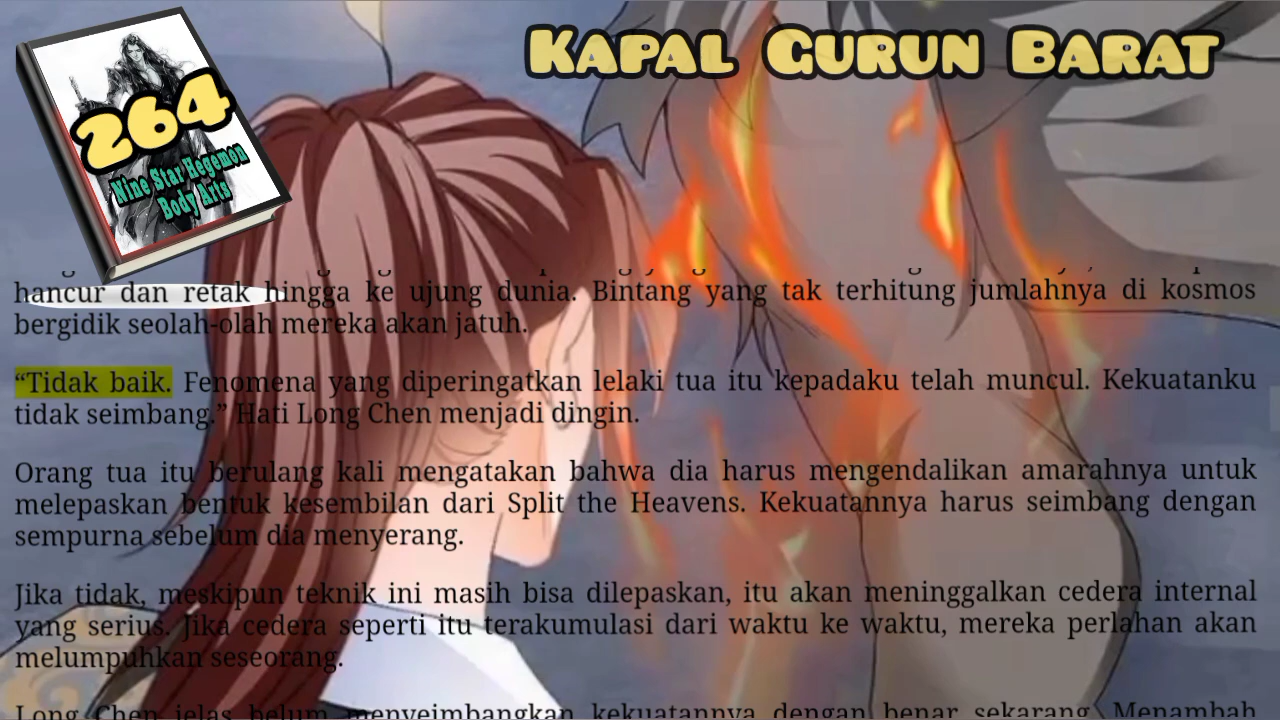 KAPAL GURUN BARAT
264
Nine Star Hegemon
Body Arts
hancur dan retak hingga ke ujung dunia. Bintang yang tak terhitung jumlahnya di kosmos
bergidik seolah-olah mereka akan jatuh.
“Tidak baik. Fenomena yang diperingatkan lelaki tua itu kepadaku telah muncul. Kekuatanku
tidak seimbang.” Hati Long Chen menjadi dingin.
Orang tua itu berulang kali mengatakan bahwa dia harus mengendalikan amarahnya untuk
melepaskan bentuk kesembilan dari Split the Heavens. Kekuatannya harus seimbang dengan
sempurna sebelum dia menyerang.
Jika tidak, meskipun teknik ini masih bisa dilepaskan, itu akan meninggalkan cedera internal
yang serius. Jika cedera seperti itu terakumulasi dari waktu ke waktu, mereka perlahan akan
melumpuhkan seseorang.
Long Chen jelas belum menyeimbangkan kekuatannya dengan benar sekarang. Menambah